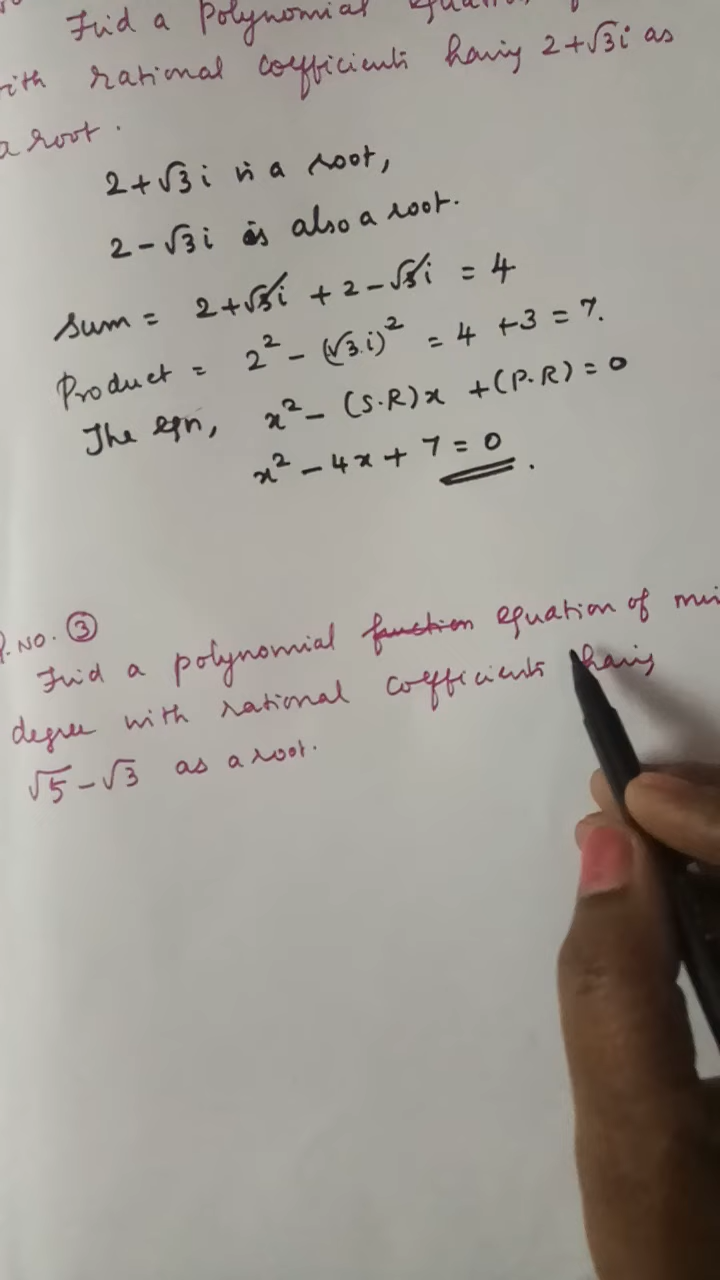 Find a Polynomial
with rational coefficients having 2+√3i as
a root.
2+√3i is a root,
2-√3i is also a root.
Sum = 2+√3i + 2-√3i = 4
Product = 2² - (√3.i)² = 4 +3 = 7.
The eqn, x² - (S.R)x + (P.R) = 0
x² - 4x + 7 = 0.
NO. ③
Find a polynomial function equation of
degree with rational coefficients having
√5-√3 as a root.